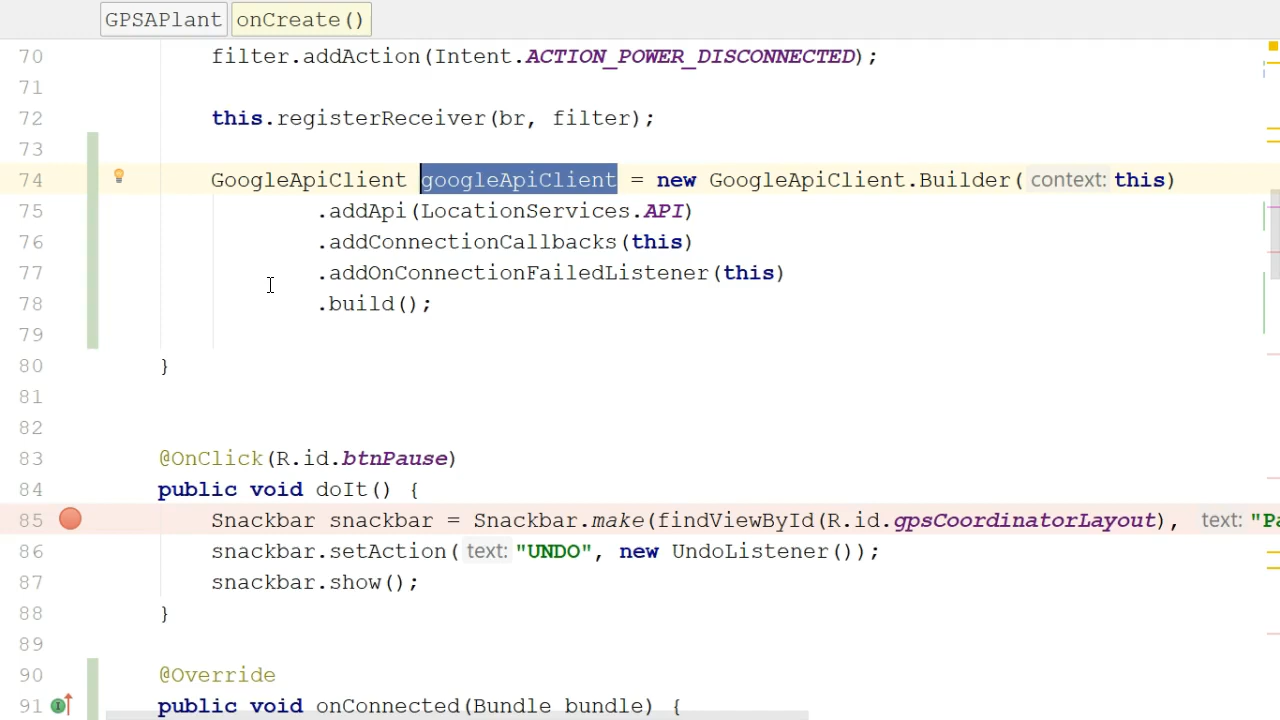 GPSAPlant onCreate()
70 filter.addAction(Intent.ACTION_POWER_DISCONNECTED);
71
72 this.registerReceiver(br, filter);
73
74 GoogleApiClient googleApiClient = new GoogleApiClient.Builder( context: this)
75 .addApi(LocationServices.API)
76 .addConnectionCallbacks(this)
77 .addOnConnectionFailedListener(this)
78 .build();
79
80 }
81
82
83 @OnClick(R.id.btnPause)
84 public void doIt() {
85 Snackbar snackbar = Snackbar.make(findViewById(R.id.gpsCoordinatorLayout), text:
86 snackbar.setAction( text: "UNDO", new UndoListener());
87 snackbar.show();
88 }
89
90 @Override
91 public void onConnected(Bundle bundle) {